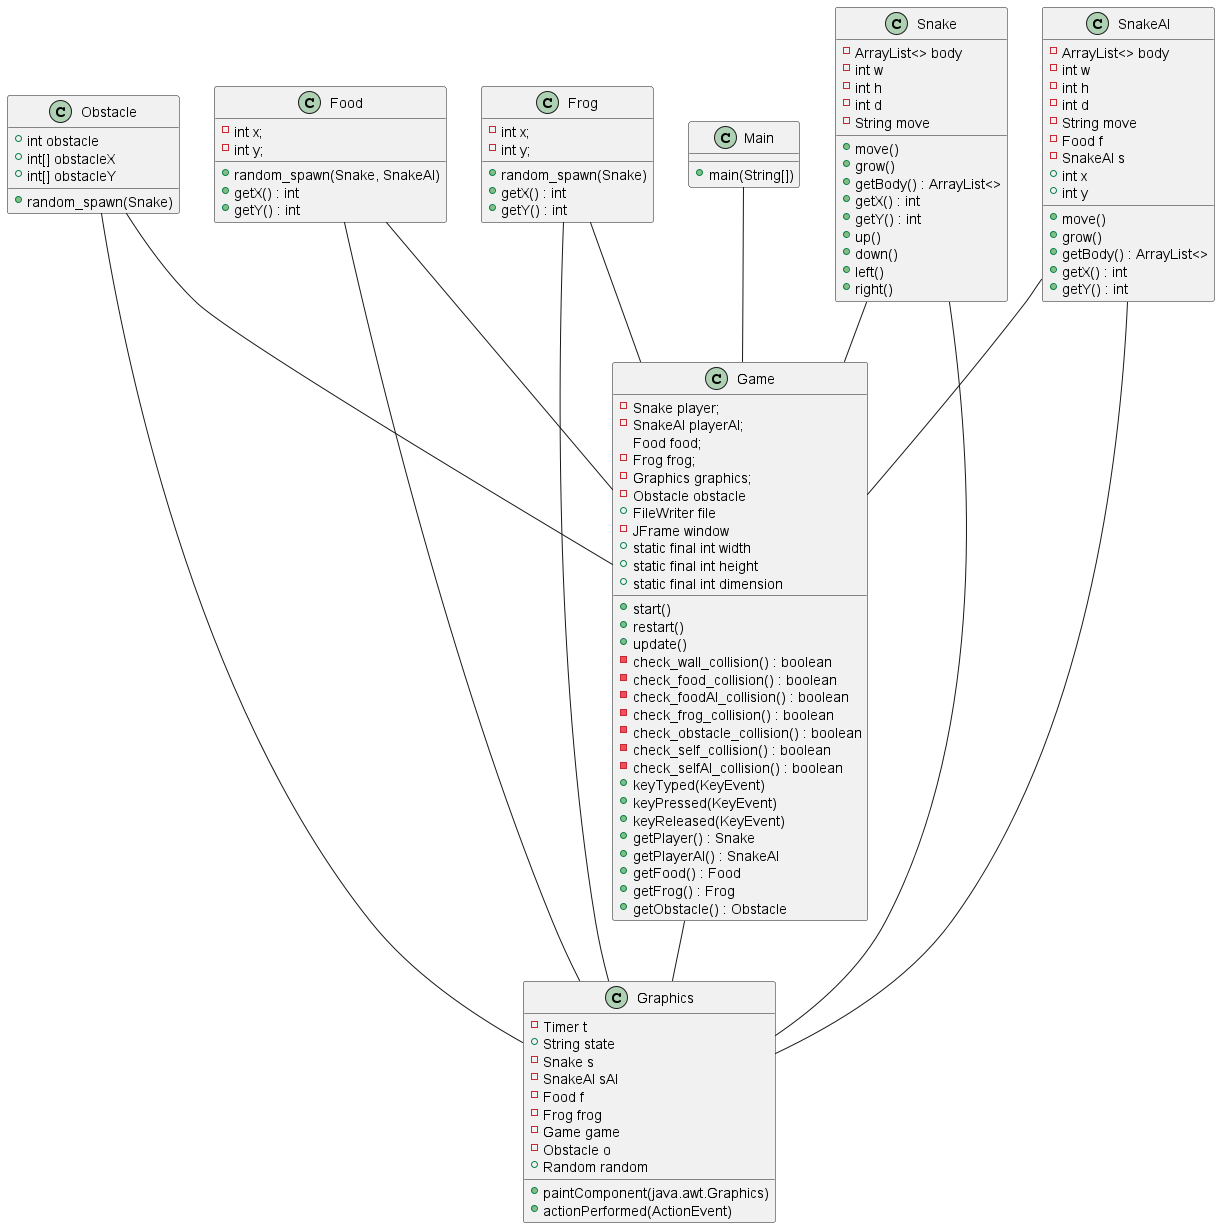 C Obstacle
int obstacle
int[] obstacleX
int[] obstacleY
random_spawn(Snake)
C Food
int x;
int y;
random_spawn(Snake, SnakeAI)
getX() : int
getY() : int
C Frog
int x;
int y;
random_spawn(Snake)
getX() : int
getY() : int
C Main
main(String[])
C Snake
ArrayList<> body
int w
int h
int d
String move
move()
grow()
getBody() : ArrayList<>
getX() : int
getY() : int
up()
down()
left()
right()
C SnakeAI
ArrayList<> body
int w
int h
int d
String move
Food f
SnakeAI s
int x
int y
move()
grow()
getBody() : ArrayList<>
getX() : int
getY() : int
C Game
Snake player;
SnakeAI playerAI;
Food food;
Frog frog;
Graphics graphics;
Obstacle obstacle
FileWriter file
JFrame window
static final int width
static final int height
static final int dimension
start()
restart()
update()
check_wall_collision() : boolean
check_food_collision() : boolean
check_foodAI_collision() : boolean
check_frog_collision() : boolean
check_obstacle_collision() : boolean
check_self_collision() : boolean
check_selfAI_collision() : boolean
keyTyped(KeyEvent)
keyPressed(KeyEvent)
keyReleased(KeyEvent)
getPlayer() : Snake
getPlayerAI() : SnakeAI
getFood() : Food
getFrog() : Frog
getObstacle() : Obstacle
C Graphics
Timer t
String state
Snake s
SnakeAI sAI
Food f
Frog frog
Game game
Obstacle o
Random random
paintComponent(java.awt.Graphics)
actionPerformed(ActionEvent)